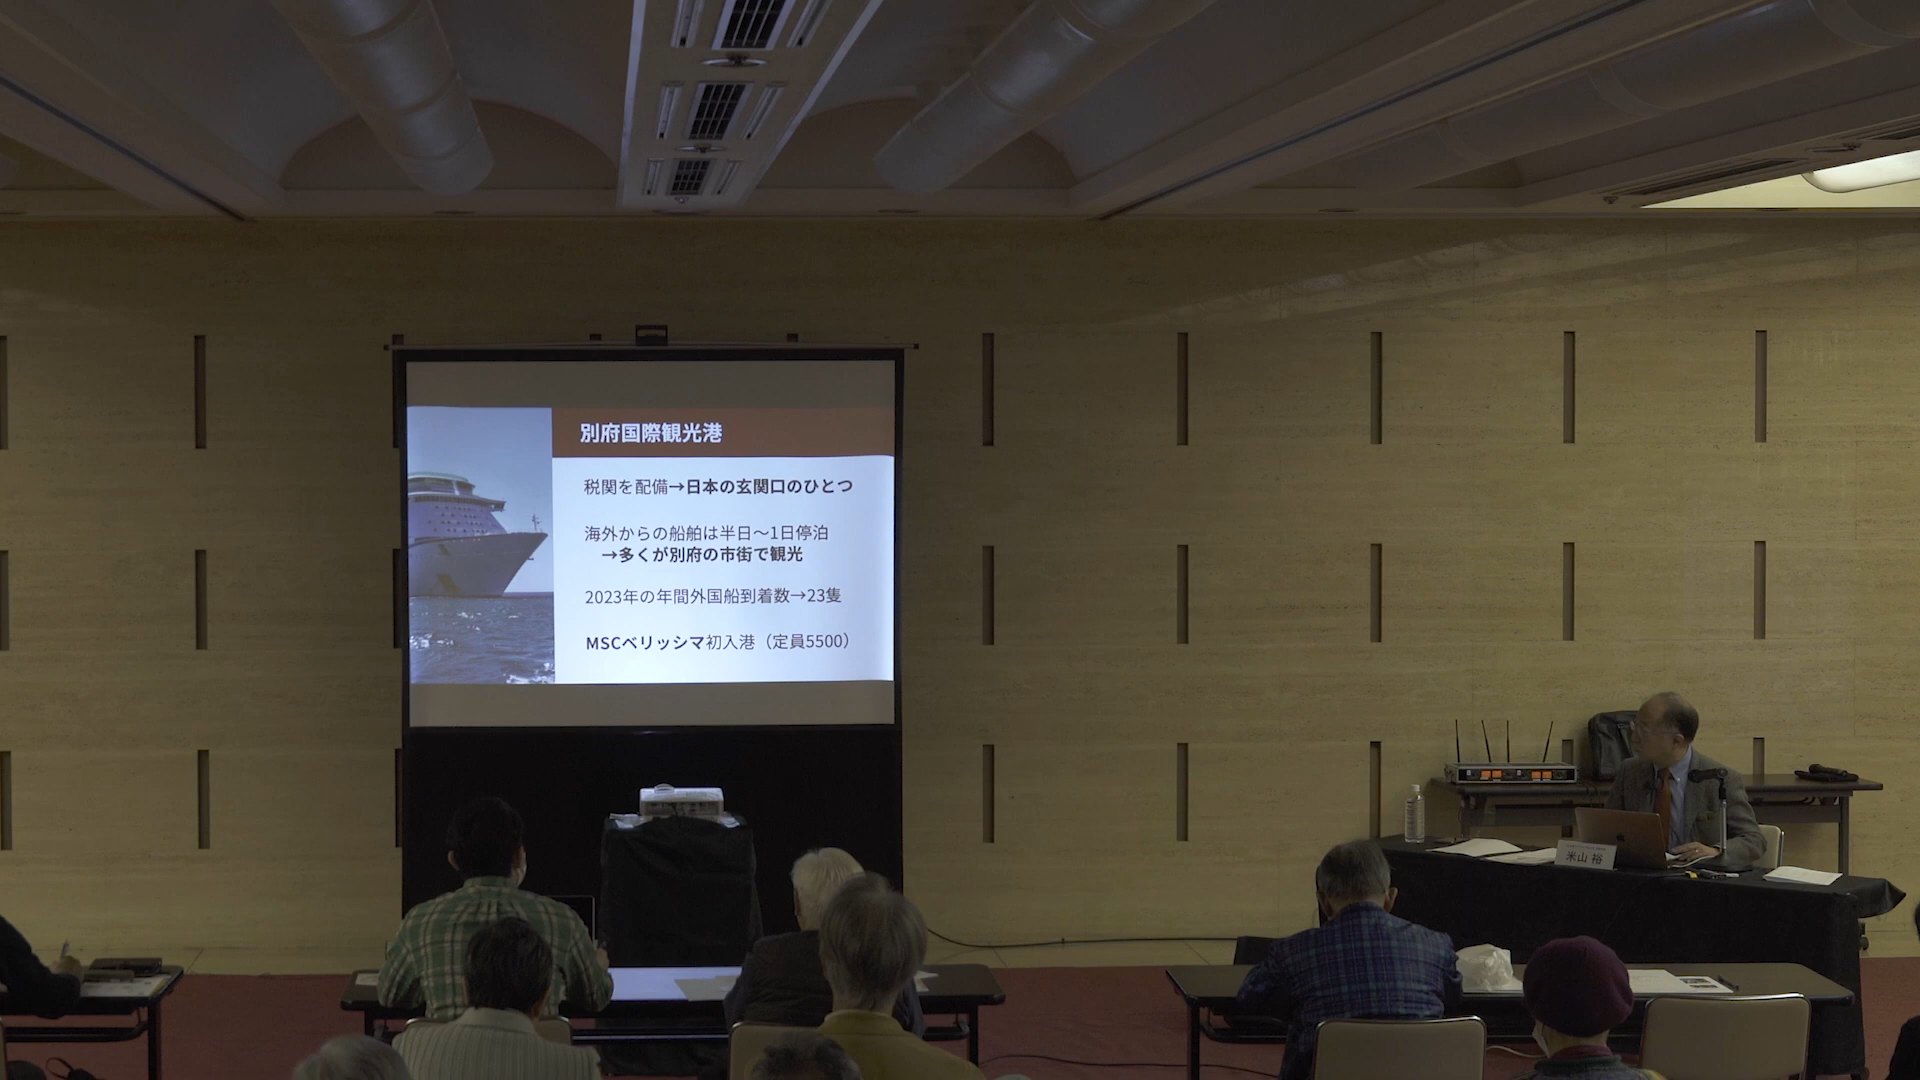 別府国際観光港
税関を配備→日本の玄関口のひとつ
海外からの船舶は半日〜1日停泊
→多くが別府の市街で観光
2023年の年間外国船到着数→23隻
MSCベリッシマ初入港（定員5500）
米山 裕